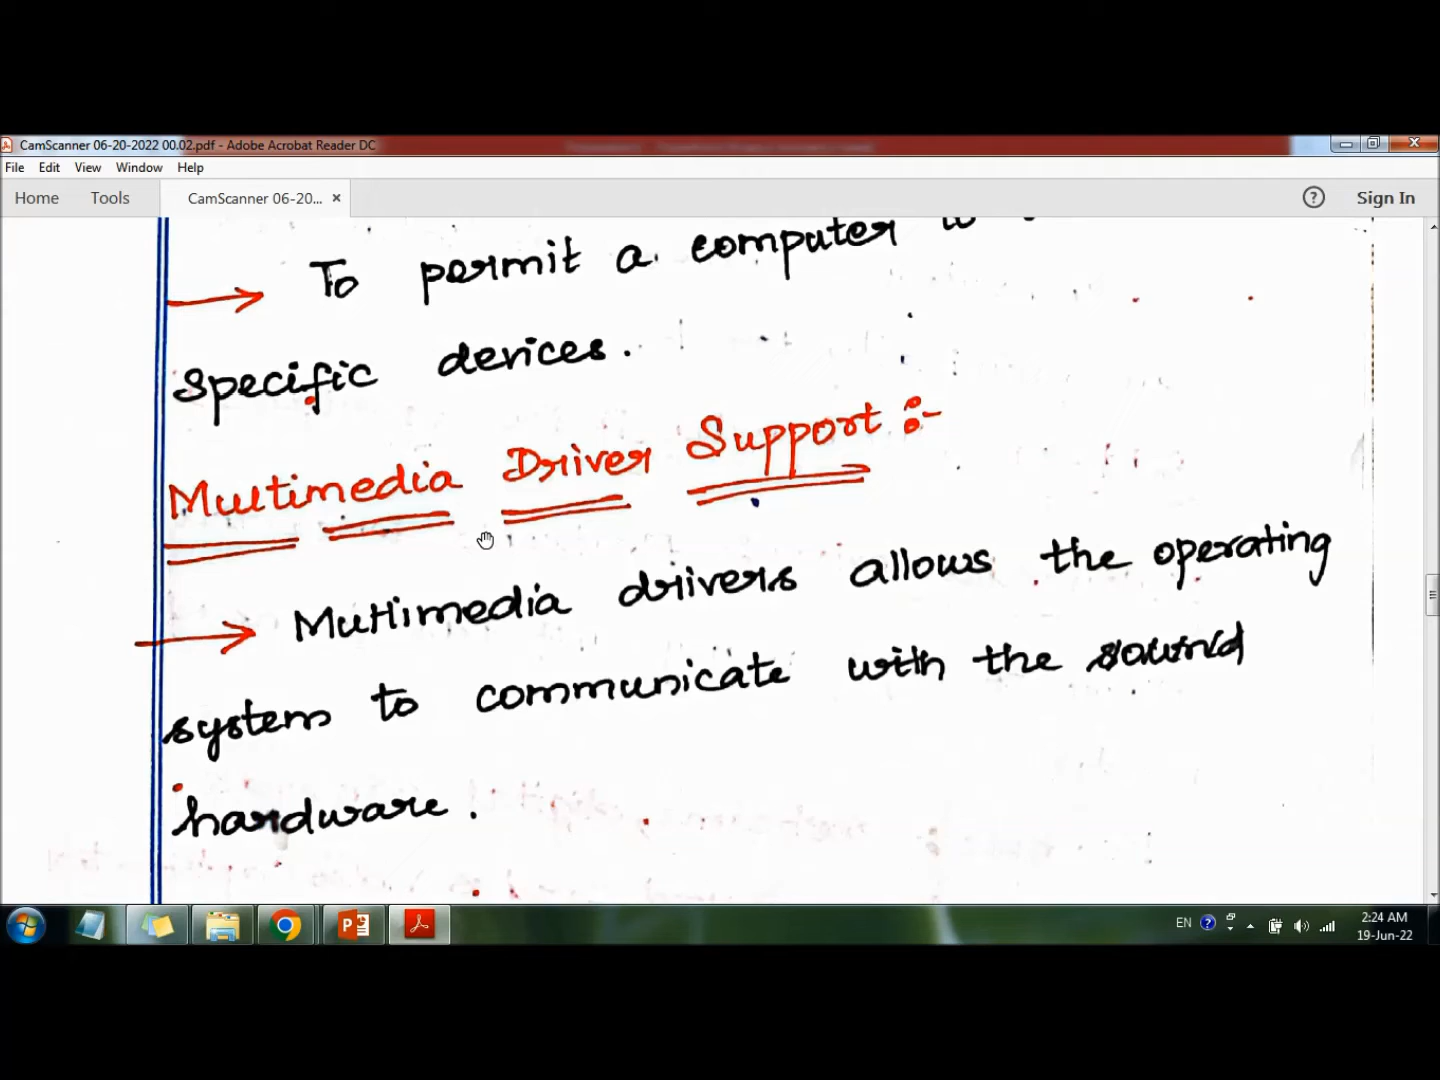 CamScanner 06-20-2022 00.02.pdf - Adobe Acrobat Reader DC
File Edit View Window Help
Home Tools CamScanner 06-20... × ? Sign In
To permit a computer to
specific devices.
Multimedia Driver Support :-
Mutimedia drivers allows the operating
system to communicate with the sound
hardware.
EN ? 2:24 AM
19-Jun-22